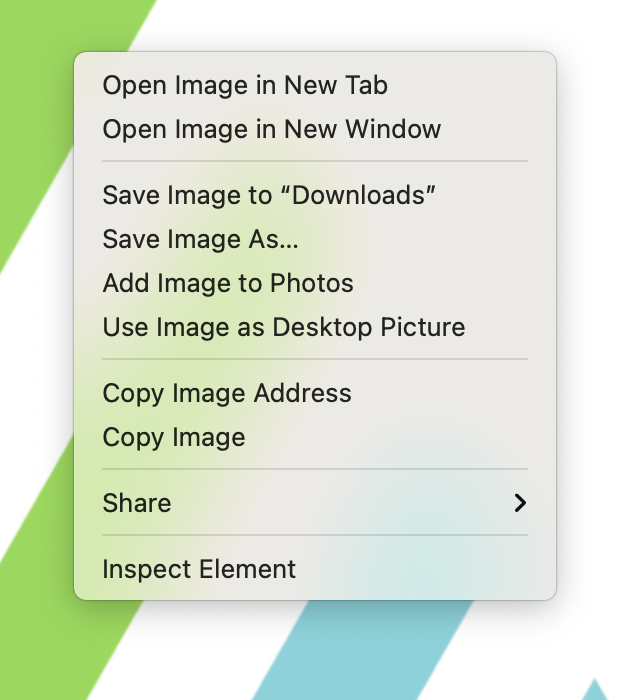 Open Image in New Tab
Open Image in New Window
Save Image to “Downloads”
Save Image As...
Add Image to Photos
Use Image as Desktop Picture
Copy Image Address
Copy Image
Share
Inspect Element